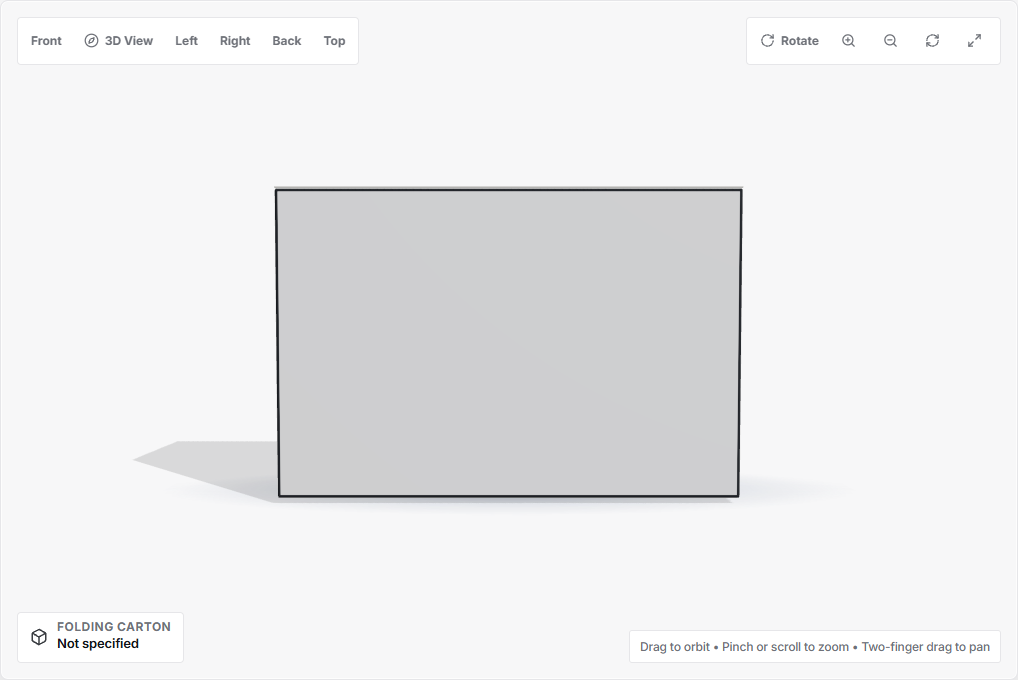 Front 3D View Left Right Back Top
Rotate
FOLDING CARTON
Not specified
Drag to orbit • Pinch or scroll to zoom • Two-finger drag to pan